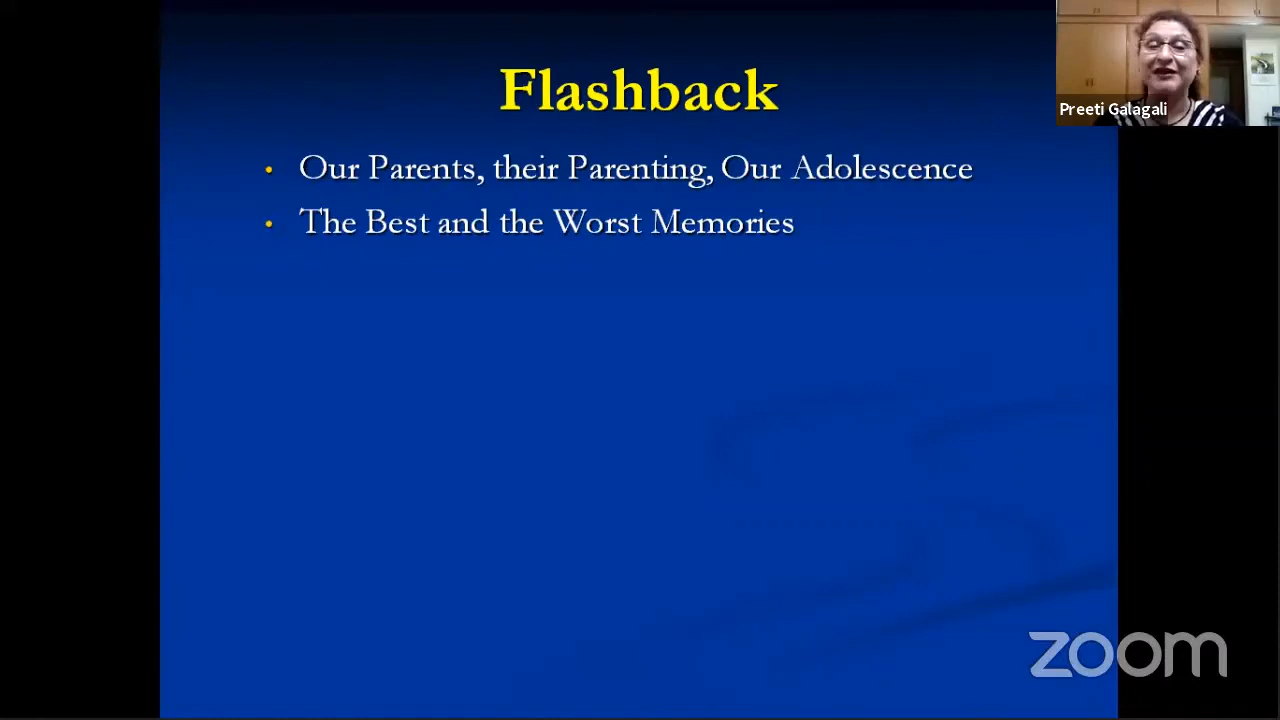 Flashback
• Our Parents, their Parenting, Our Adolescence
• The Best and the Worst Memories
Preeti Galagali
zoom